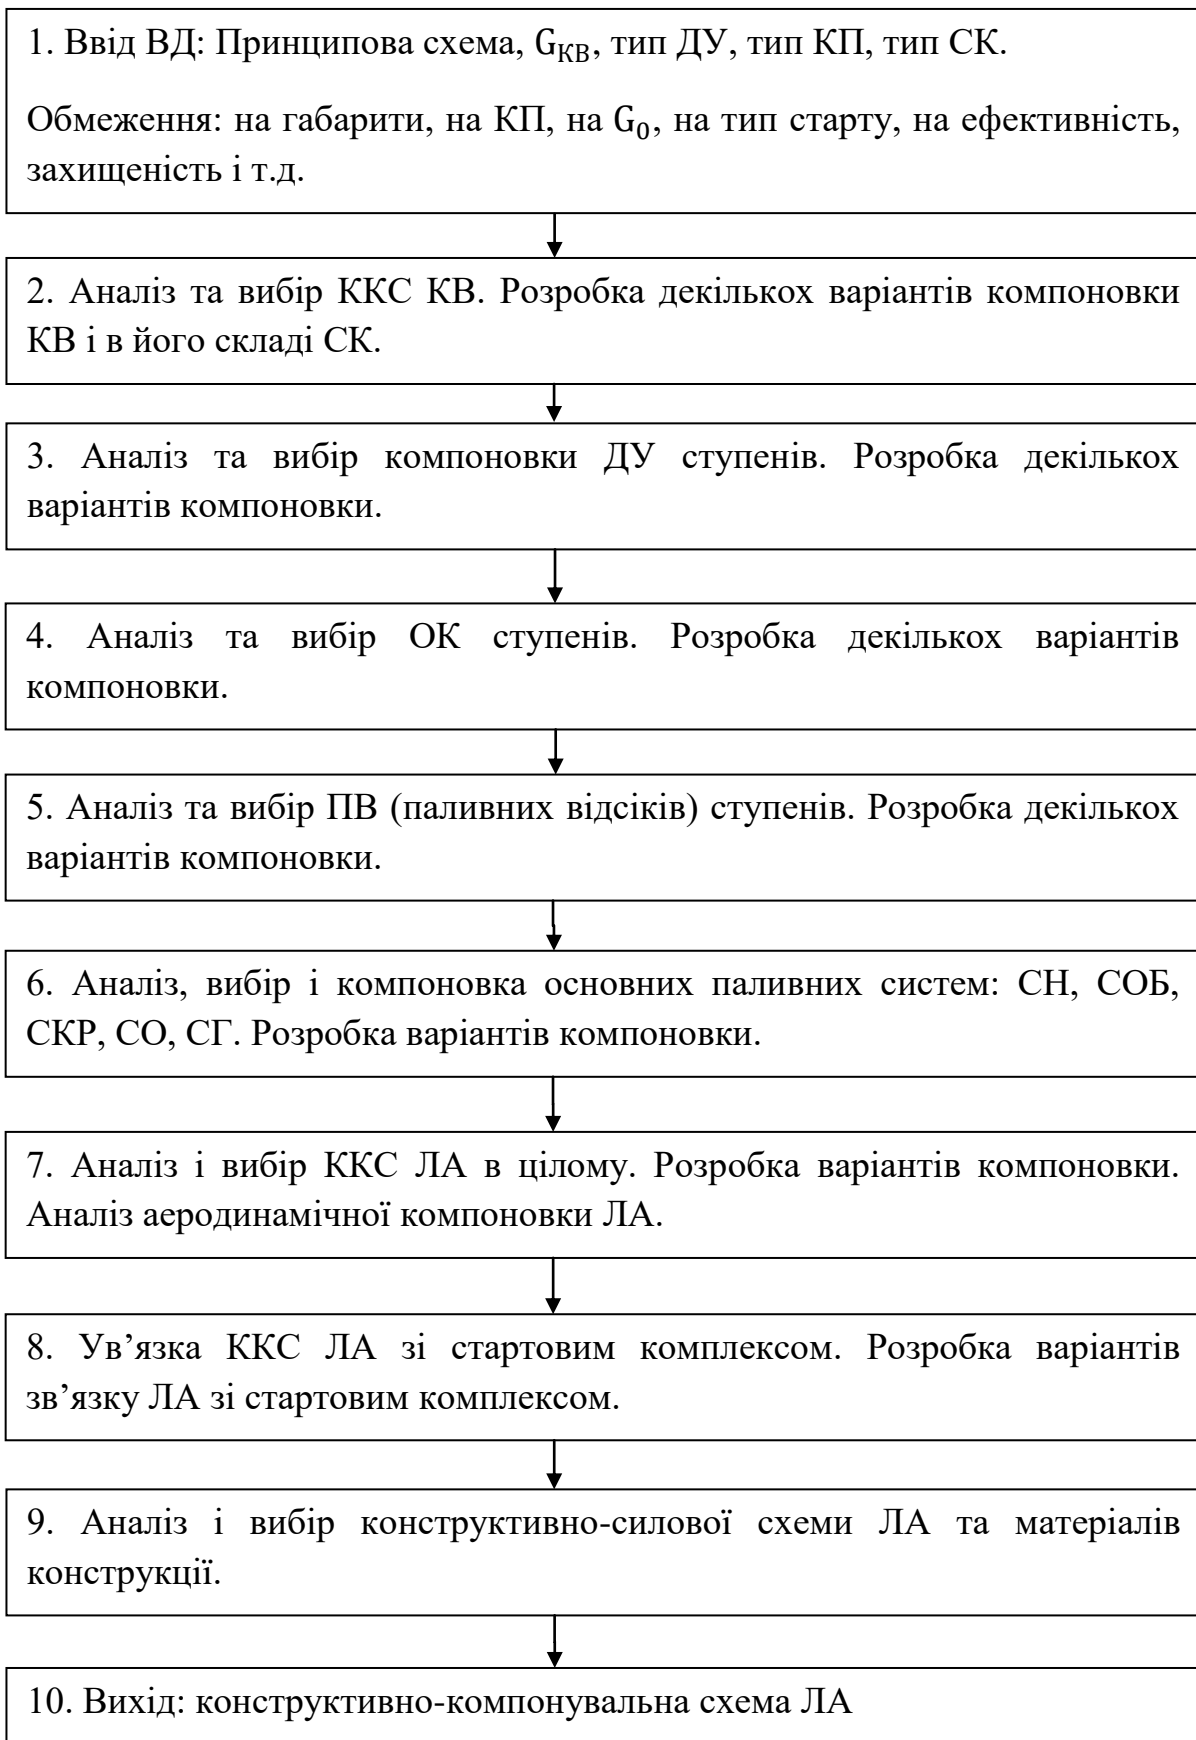 1. Ввід ВД: Принципова схема, G_КВ, тип ДУ, тип КП, тип СК.
Обмеження: на габарити, на КП, на G₀, на тип старту, на ефективність,
захищеність і т.д.
2. Аналіз та вибір ККС КВ. Розробка декількох варіантів компоновки
КВ і в його складі СК.
3. Аналіз та вибір компоновки ДУ ступенів. Розробка декількох
варіантів компоновки.
4. Аналіз та вибір ОК ступенів. Розробка декількох варіантів
компоновки.
5. Аналіз та вибір ПВ (паливних відсіків) ступенів. Розробка декількох
варіантів компоновки.
6. Аналіз, вибір і компоновка основних паливних систем: СН, СОБ,
СКР, СО, СГ. Розробка варіантів компоновки.
7. Аналіз і вибір ККС ЛА в цілому. Розробка варіантів компоновки.
Аналіз аеродинамічної компоновки ЛА.
8. Ув’язка ККС ЛА зі стартовим комплексом. Розробка варіантів
зв’язку ЛА зі стартовим комплексом.
9. Аналіз і вибір конструктивно-силової схеми ЛА та матеріалів
конструкції.
10. Вихід: конструктивно-компонувальна схема ЛА